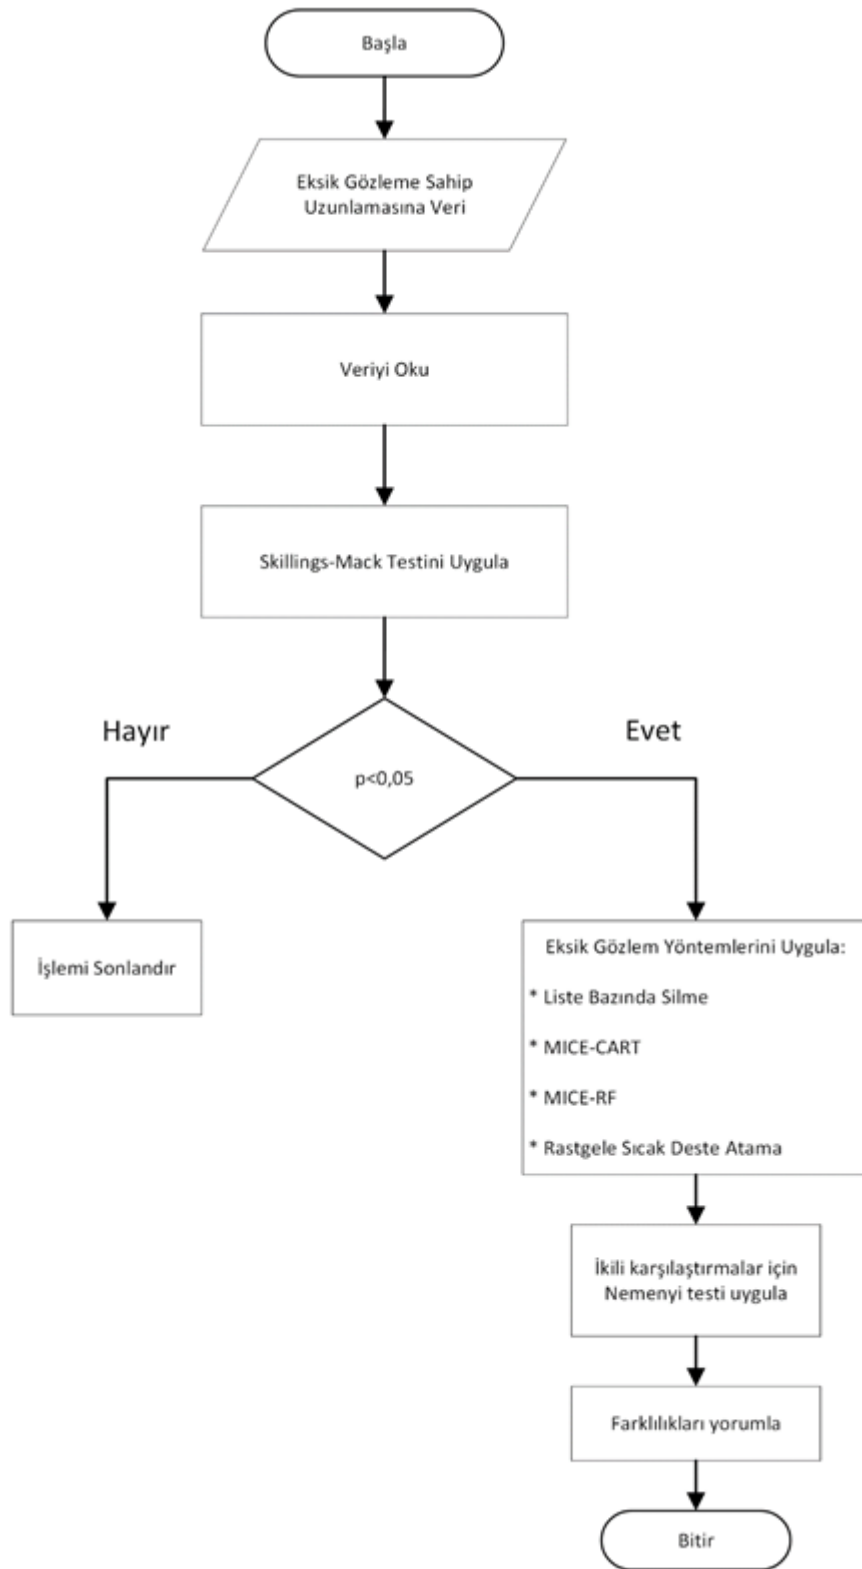 Başla
Eksik Gözleme Sahip
Uzunlamasına Veri
Veriyi Oku
Skillings-Mack Testini Uygula
Hayır
Evet
p<0,05
İşlemi Sonlandır
Eksik Gözlem Yöntemlerini Uygula:
* Liste Bazında Silme
* MICE-CART
* MICE-RF
* Rastgele Sıcak Deste Atama
İkili karşılaştırmalar için
Nemenyi testi uygula
Farklılıkları yorumla
Bitir